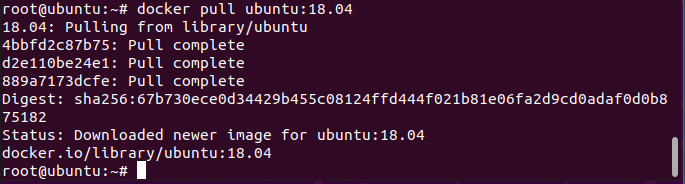 root@ubuntu:~# docker pull ubuntu:18.04
18.04: Pulling from library/ubuntu
4bbfd2c87b75: Pull complete
d2e110be24e1: Pull complete
889a7173dcfe: Pull complete
Digest: sha256:67b730ece0d34429b455c08124ffd444f021b81e06fa2d9cd0adaf0d0b8
75182
Status: Downloaded newer image for ubuntu:18.04
docker.io/library/ubuntu:18.04
root@ubuntu:~#